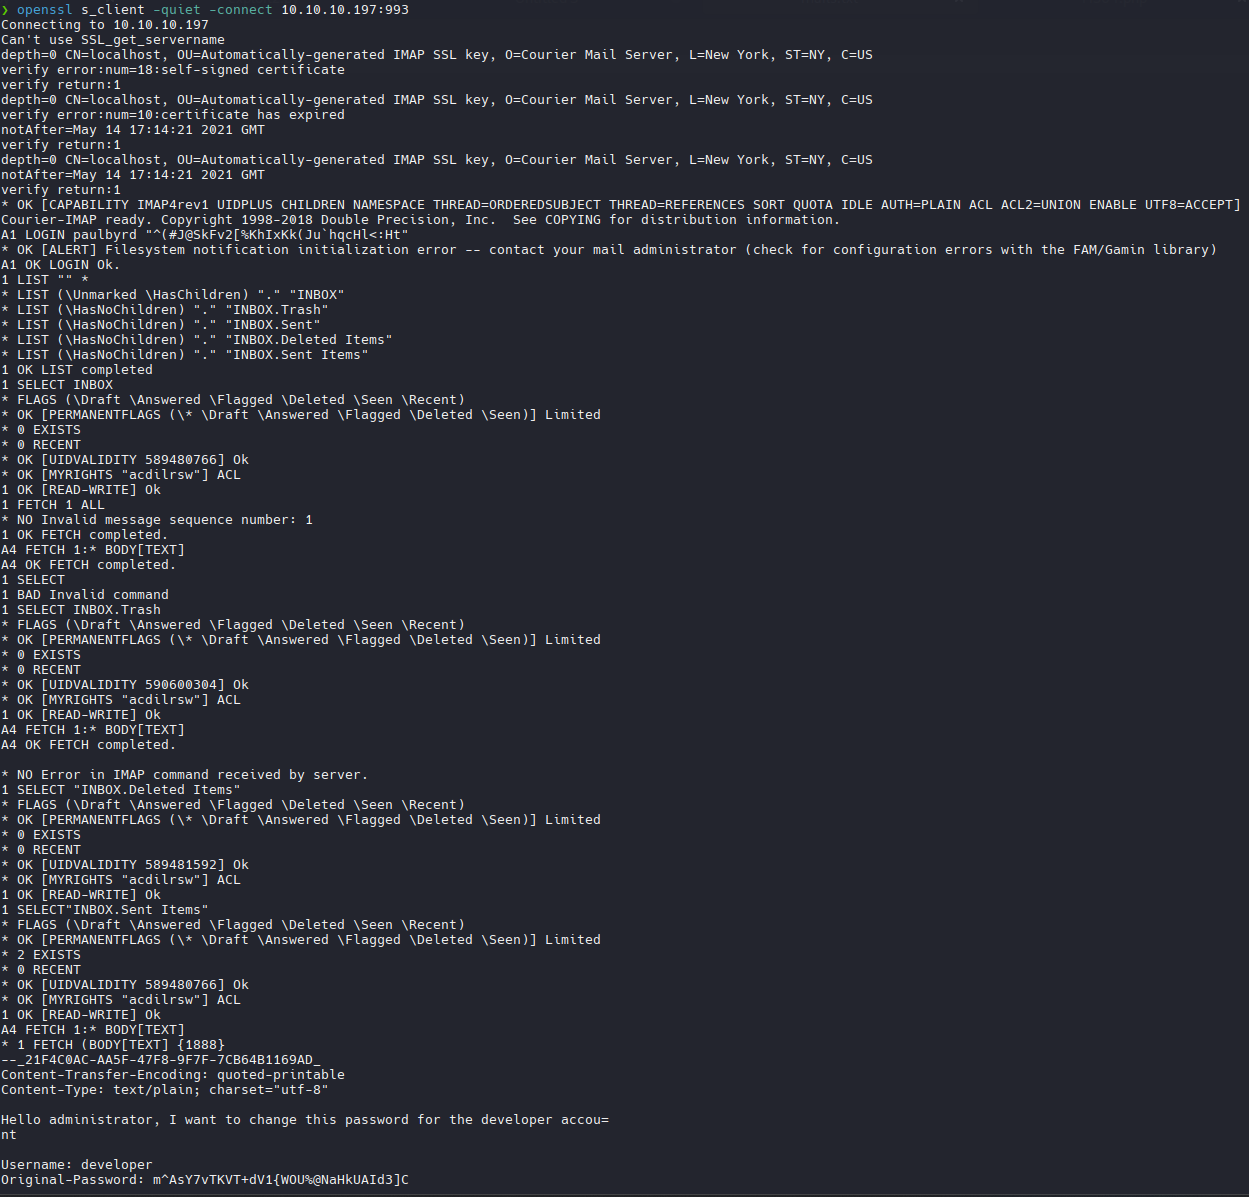 ❯ openssl s_client -quiet -connect 10.10.10.197:993
Connecting to 10.10.10.197
Can't use SSL_get_servername
depth=0 CN=localhost, OU=Automatically-generated IMAP SSL key, O=Courier Mail Server, L=New York, ST=NY, C=US
verify error:num=18:self-signed certificate
verify return:1
depth=0 CN=localhost, OU=Automatically-generated IMAP SSL key, O=Courier Mail Server, L=New York, ST=NY, C=US
verify error:num=10:certificate has expired
notAfter=May 14 17:14:21 2021 GMT
verify return:1
depth=0 CN=localhost, OU=Automatically-generated IMAP SSL key, O=Courier Mail Server, L=New York, ST=NY, C=US
notAfter=May 14 17:14:21 2021 GMT
verify return:1
* OK [CAPABILITY IMAP4rev1 UIDPLUS CHILDREN NAMESPACE THREAD=ORDEREDSUBJECT THREAD=REFERENCES SORT QUOTA IDLE AUTH=PLAIN ACL ACL2=UNION ENABLE UTF8=ACCEPT]
Courier-IMAP ready. Copyright 1998-2018 Double Precision, Inc.  See COPYING for distribution information.
A1 LOGIN paulbyrd "^(#J@SkFv2[%KhIxKk(Ju`hqcHl<:Ht"
* OK [ALERT] Filesystem notification initialization error -- contact your mail administrator (check for configuration errors with the FAM/Gamin library)
A1 OK LOGIN Ok.
1 LIST "" *
* LIST (\Unmarked \HasChildren) "." "INBOX"
* LIST (\HasNoChildren) "." "INBOX.Trash"
* LIST (\HasNoChildren) "." "INBOX.Sent"
* LIST (\HasNoChildren) "." "INBOX.Deleted Items"
* LIST (\HasNoChildren) "." "INBOX.Sent Items"
1 OK LIST completed
1 SELECT INBOX
* FLAGS (\Draft \Answered \Flagged \Deleted \Seen \Recent)
* OK [PERMANENTFLAGS (\* \Draft \Answered \Flagged \Deleted \Seen)] Limited
* 0 EXISTS
* 0 RECENT
* OK [UIDVALIDITY 589480766] Ok
* OK [MYRIGHTS "acdilrsw"] ACL
1 OK [READ-WRITE] Ok
1 FETCH 1 ALL
* NO Invalid message sequence number: 1
1 OK FETCH completed.
A4 FETCH 1:* BODY[TEXT]
A4 OK FETCH completed.
1 SELECT
1 BAD Invalid command
1 SELECT INBOX.Trash
* FLAGS (\Draft \Answered \Flagged \Deleted \Seen \Recent)
* OK [PERMANENTFLAGS (\* \Draft \Answered \Flagged \Deleted \Seen)] Limited
* 0 EXISTS
* 0 RECENT
* OK [UIDVALIDITY 590600304] Ok
* OK [MYRIGHTS "acdilrsw"] ACL
1 OK [READ-WRITE] Ok
A4 FETCH 1:* BODY[TEXT]
A4 OK FETCH completed.

* NO Error in IMAP command received by server.
1 SELECT "INBOX.Deleted Items"
* FLAGS (\Draft \Answered \Flagged \Deleted \Seen \Recent)
* OK [PERMANENTFLAGS (\* \Draft \Answered \Flagged \Deleted \Seen)] Limited
* 0 EXISTS
* 0 RECENT
* OK [UIDVALIDITY 589481592] Ok
* OK [MYRIGHTS "acdilrsw"] ACL
1 OK [READ-WRITE] Ok
1 SELECT"INBOX.Sent Items"
* FLAGS (\Draft \Answered \Flagged \Deleted \Seen \Recent)
* OK [PERMANENTFLAGS (\* \Draft \Answered \Flagged \Deleted \Seen)] Limited
* 2 EXISTS
* 0 RECENT
* OK [UIDVALIDITY 589480766] Ok
* OK [MYRIGHTS "acdilrsw"] ACL
1 OK [READ-WRITE] Ok
A4 FETCH 1:* BODY[TEXT]
* 1 FETCH (BODY[TEXT] {1888}
--_21F4C0AC-AA5F-47F8-9F7F-7CB64B1169AD_
Content-Transfer-Encoding: quoted-printable
Content-Type: text/plain; charset="utf-8"

Hello administrator, I want to change this password for the developer accou=
nt

Username: developer
Original-Password: m^AsY7vTKVT+dV1{WOU%@NaHkUAId3]C